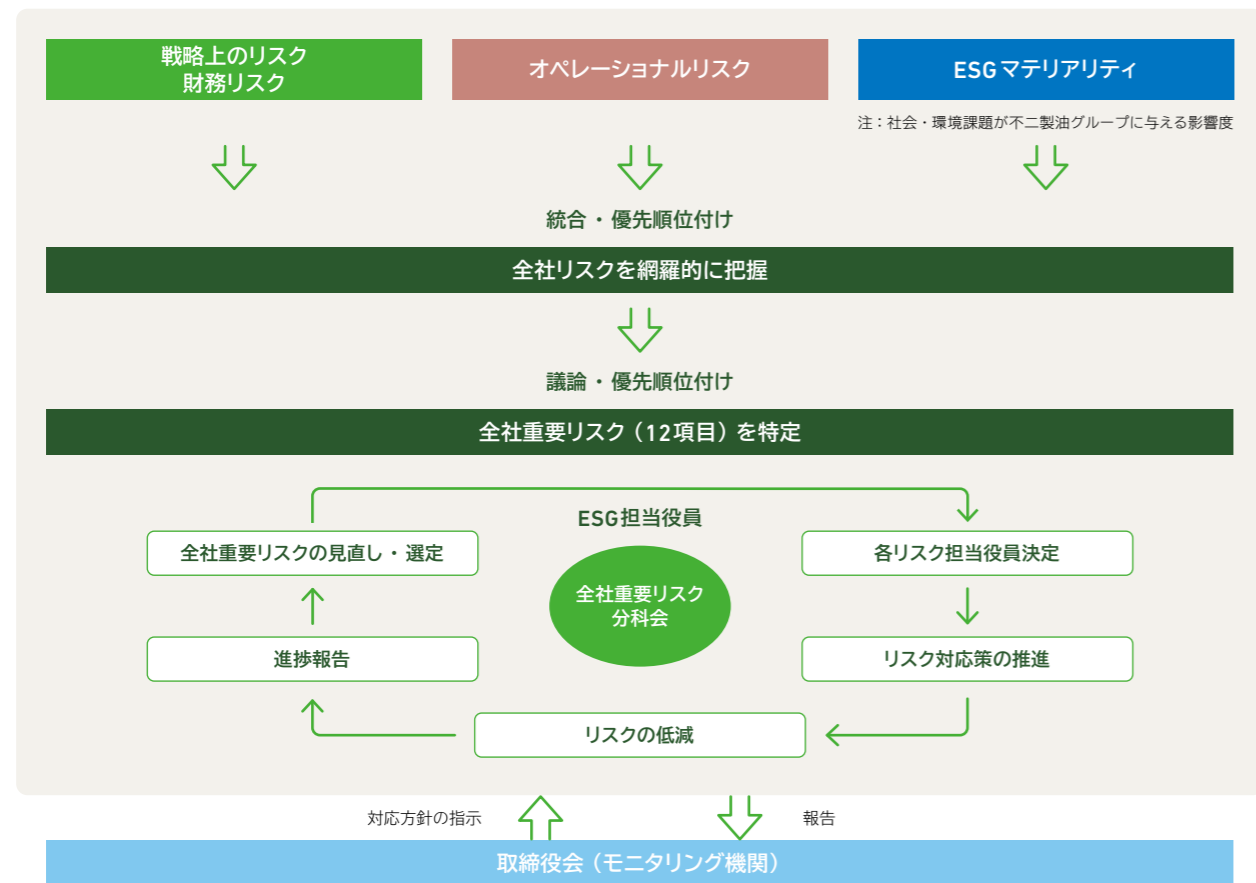 戦略上のリスク
財務リスク
オペレーショナルリスク
ESGマテリアリティ
注：社会・環境課題が不二製油グループに与える影響度
統合・優先順位付け
全社リスクを網羅的に把握
議論・優先順位付け
全社重要リスク（12項目）を特定
ESG担当役員
全社重要リスクの見直し・選定
全社重要リスク
分科会
各リスク担当役員決定
進捗報告
リスク対応策の推進
リスクの低減
対応方針の指示
報告
取締役会（モニタリング機関）